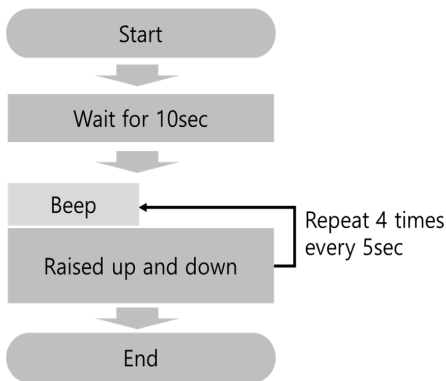 Start
Wait for 10sec
Beep
Raised up and down
Repeat 4 times
every 5sec
End